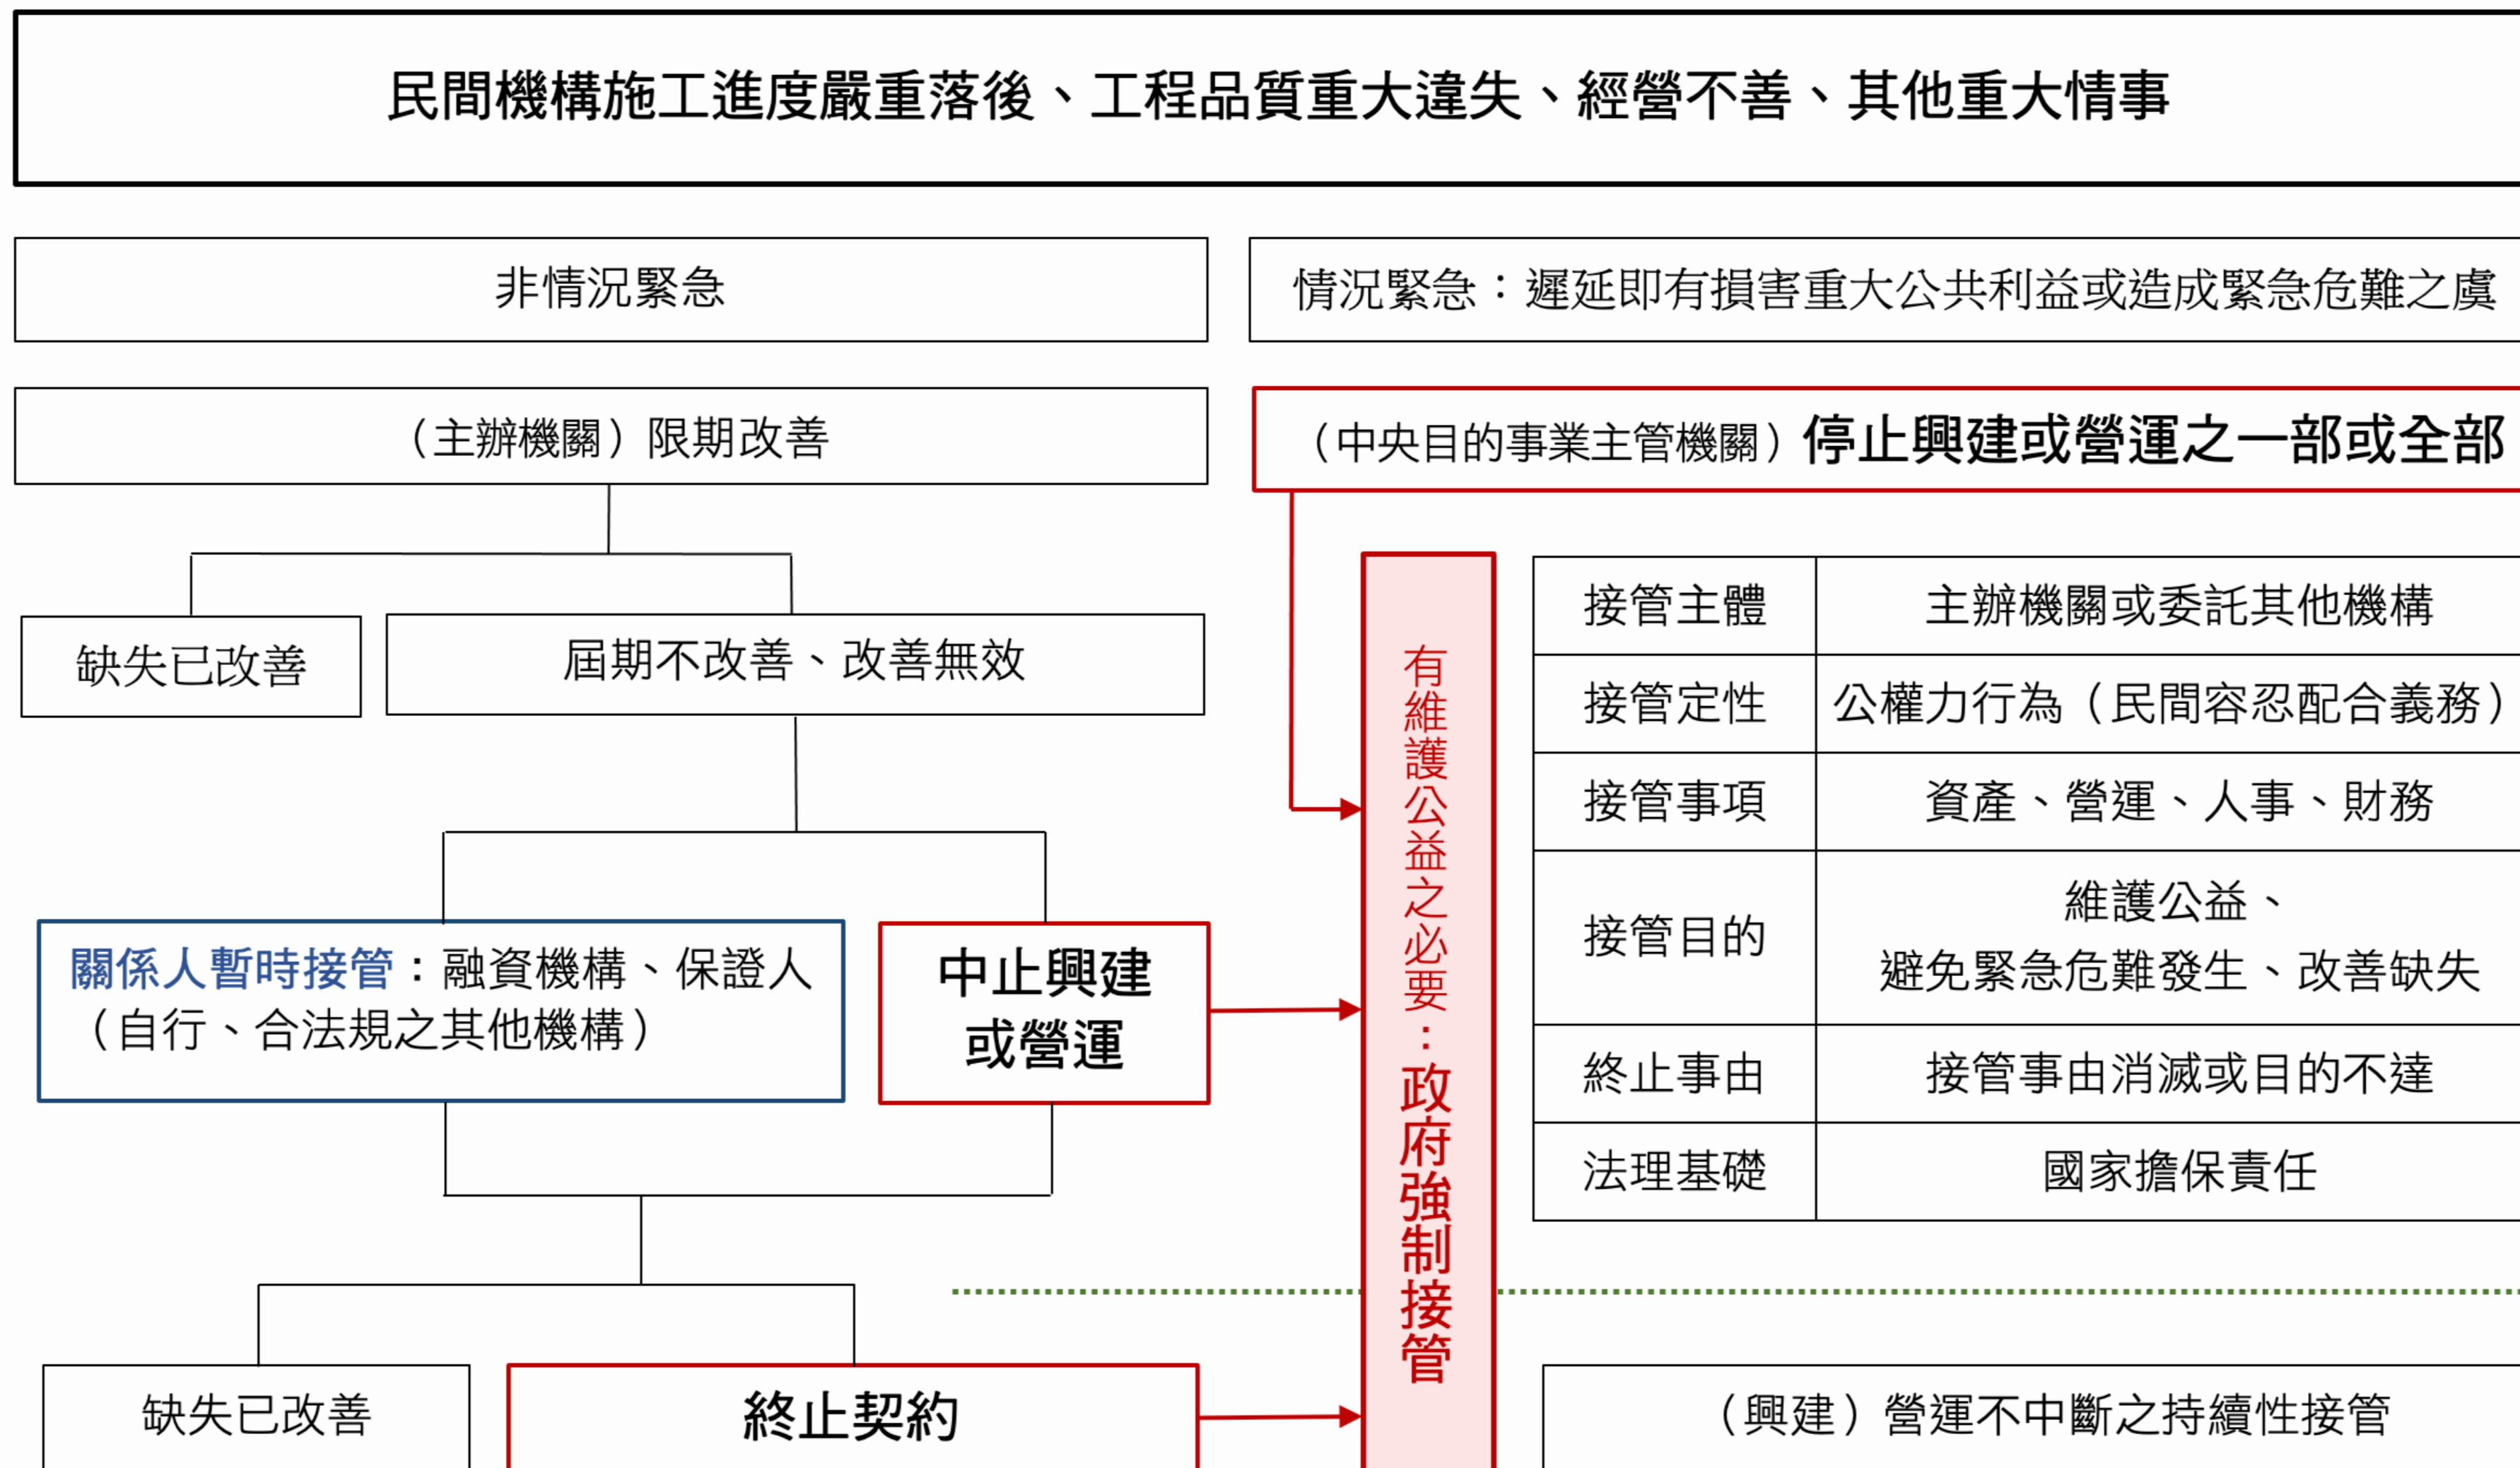 民間機構施工進度嚴重落後、工程品質重大違失、經營不善、其他重大情事
非情況緊急
情況緊急：遲延即有損害重大公共利益或造成緊急危難之虞
（主辦機關）限期改善
（中央目的事業主管機關）停止興建或營運之一部或全部
缺失已改善
屆期不改善、改善無效
關係人暫時接管：融資機構、保證人
（自行、合法規之其他機構）
中止興建
或營運
缺失已改善
終止契約
有維護公益之必要：政府強制接管
接管主體
主辦機關或委託其他機構
接管定性
公權力行為（民間容忍配合義務）
接管事項
資產、營運、人事、財務
接管目的
維護公益、
避免緊急危難發生、改善缺失
終止事由
接管事由消滅或目的不達
法理基礎
國家擔保責任
（興建）營運不中斷之持續性接管